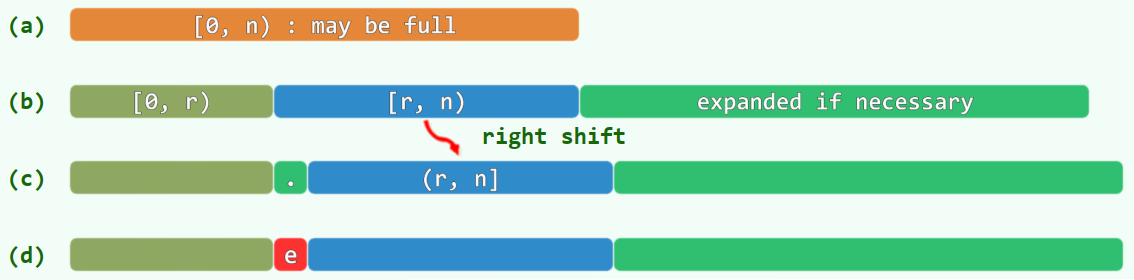 (a) [0, n) : may be full
(b) [0, r) [r, n) expanded if necessary
right shift
(c) . (r, n]
(d) e